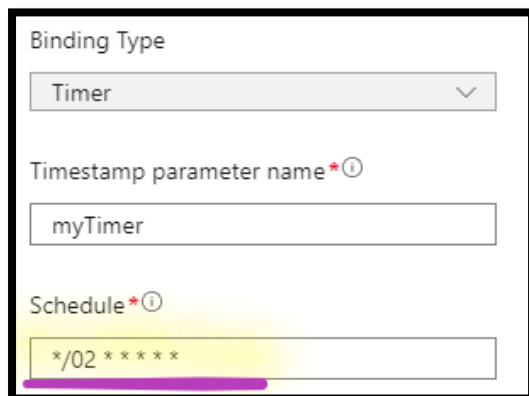 Binding Type
Timer
Timestamp parameter name*
myTimer
Schedule*
*/02 * * * * *